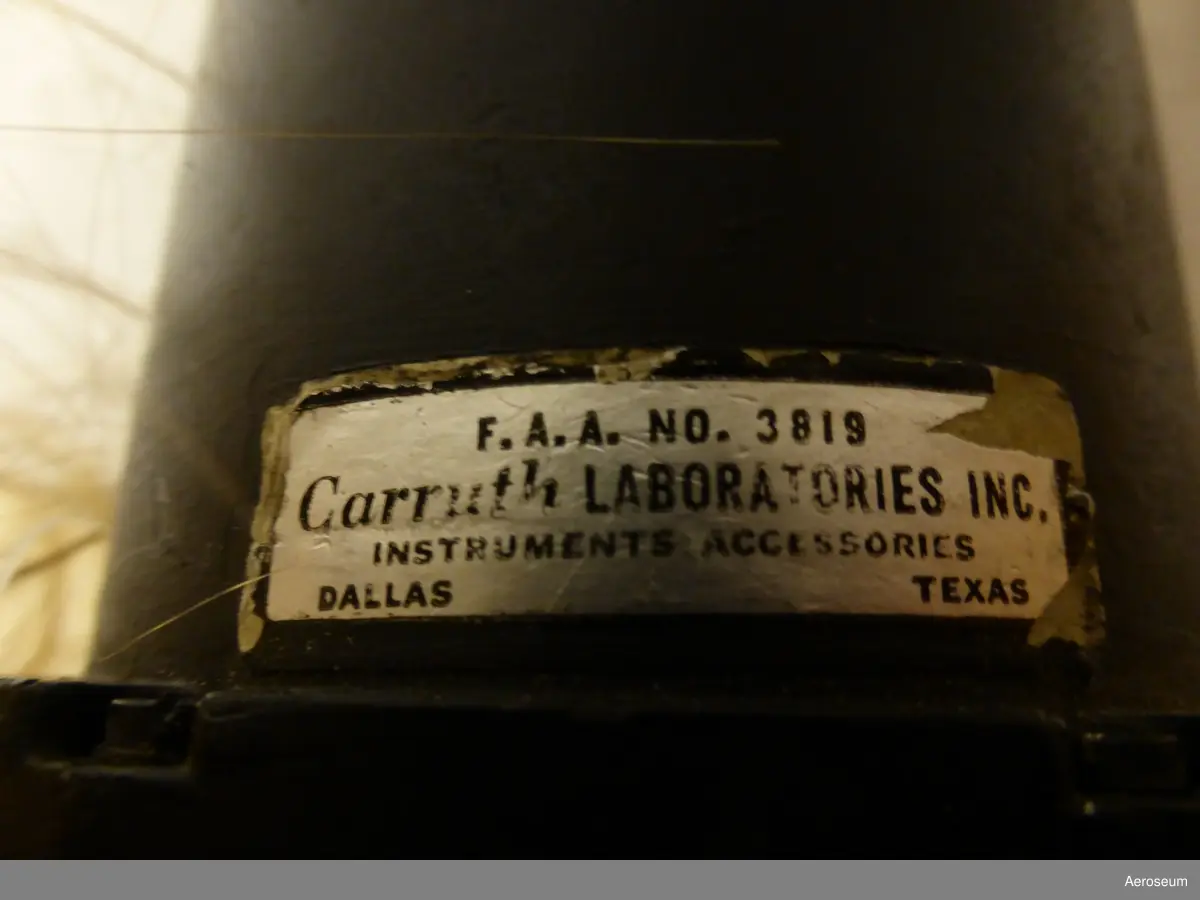 F.A.A. NO. 3819
Carruth LABORATORIES INC.
INSTRUMENTS ACCESSORIES
DALLAS TEXAS
Aeroseum